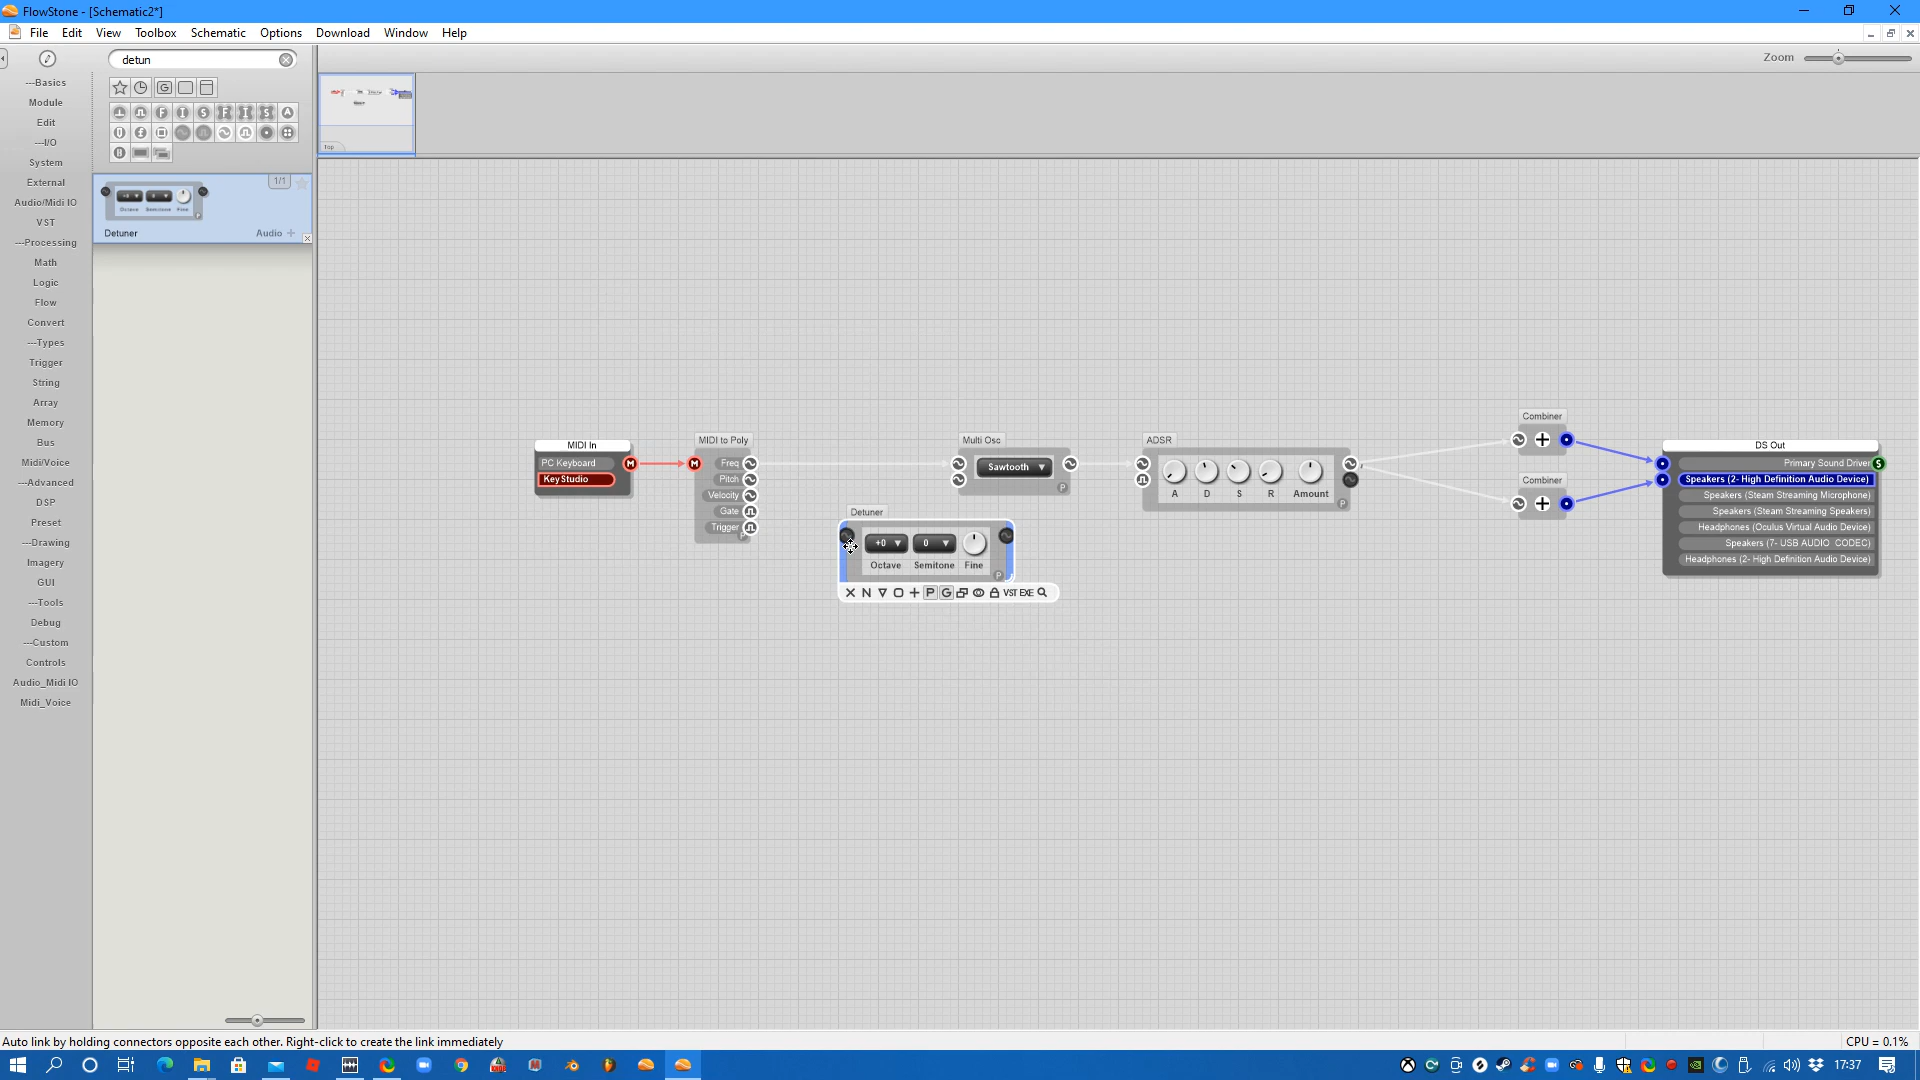 FlowStone - [Schematic2*]
File Edit View Toolbox Schematic Options Download Window Help
detun
Zoom
---Basics
Module
Edit
---I/O
System
External
Audio/Midi IO
VST
---Processing
Math
Logic
Flow
Convert
---Types
Trigger
String
Array
Memory
Bus
Midi/Voice
---Advanced
DSP
Preset
---Drawing
Imagery
GUI
---Tools
Debug
---Custom
Controls
Audio_Midi IO
Midi_Voice
1/1
Octave Semitone Fine
Detuner Audio
Top
MIDI In
PC Keyboard
KeyStudio
MIDI to Poly
Freq
Pitch
Velocity
Gate
Trigger
Multi Osc
Sawtooth
P
ADSR
A D S R Amount
P
Detuner
+0 0
Octave Semitone Fine
P
VST EXE
Combiner
Combiner
DS Out
Primary Sound Driver
Speakers (2- High Definition Audio Device)
Speakers (Steam Streaming Microphone)
Speakers (Steam Streaming Speakers)
Headphones (Oculus Virtual Audio Device)
Speakers (7- USB AUDIO CODEC)
Headphones (2- High Definition Audio Device)
Auto link by holding connectors opposite each other. Right-click to create the link immediately
CPU = 0.1%
17:37